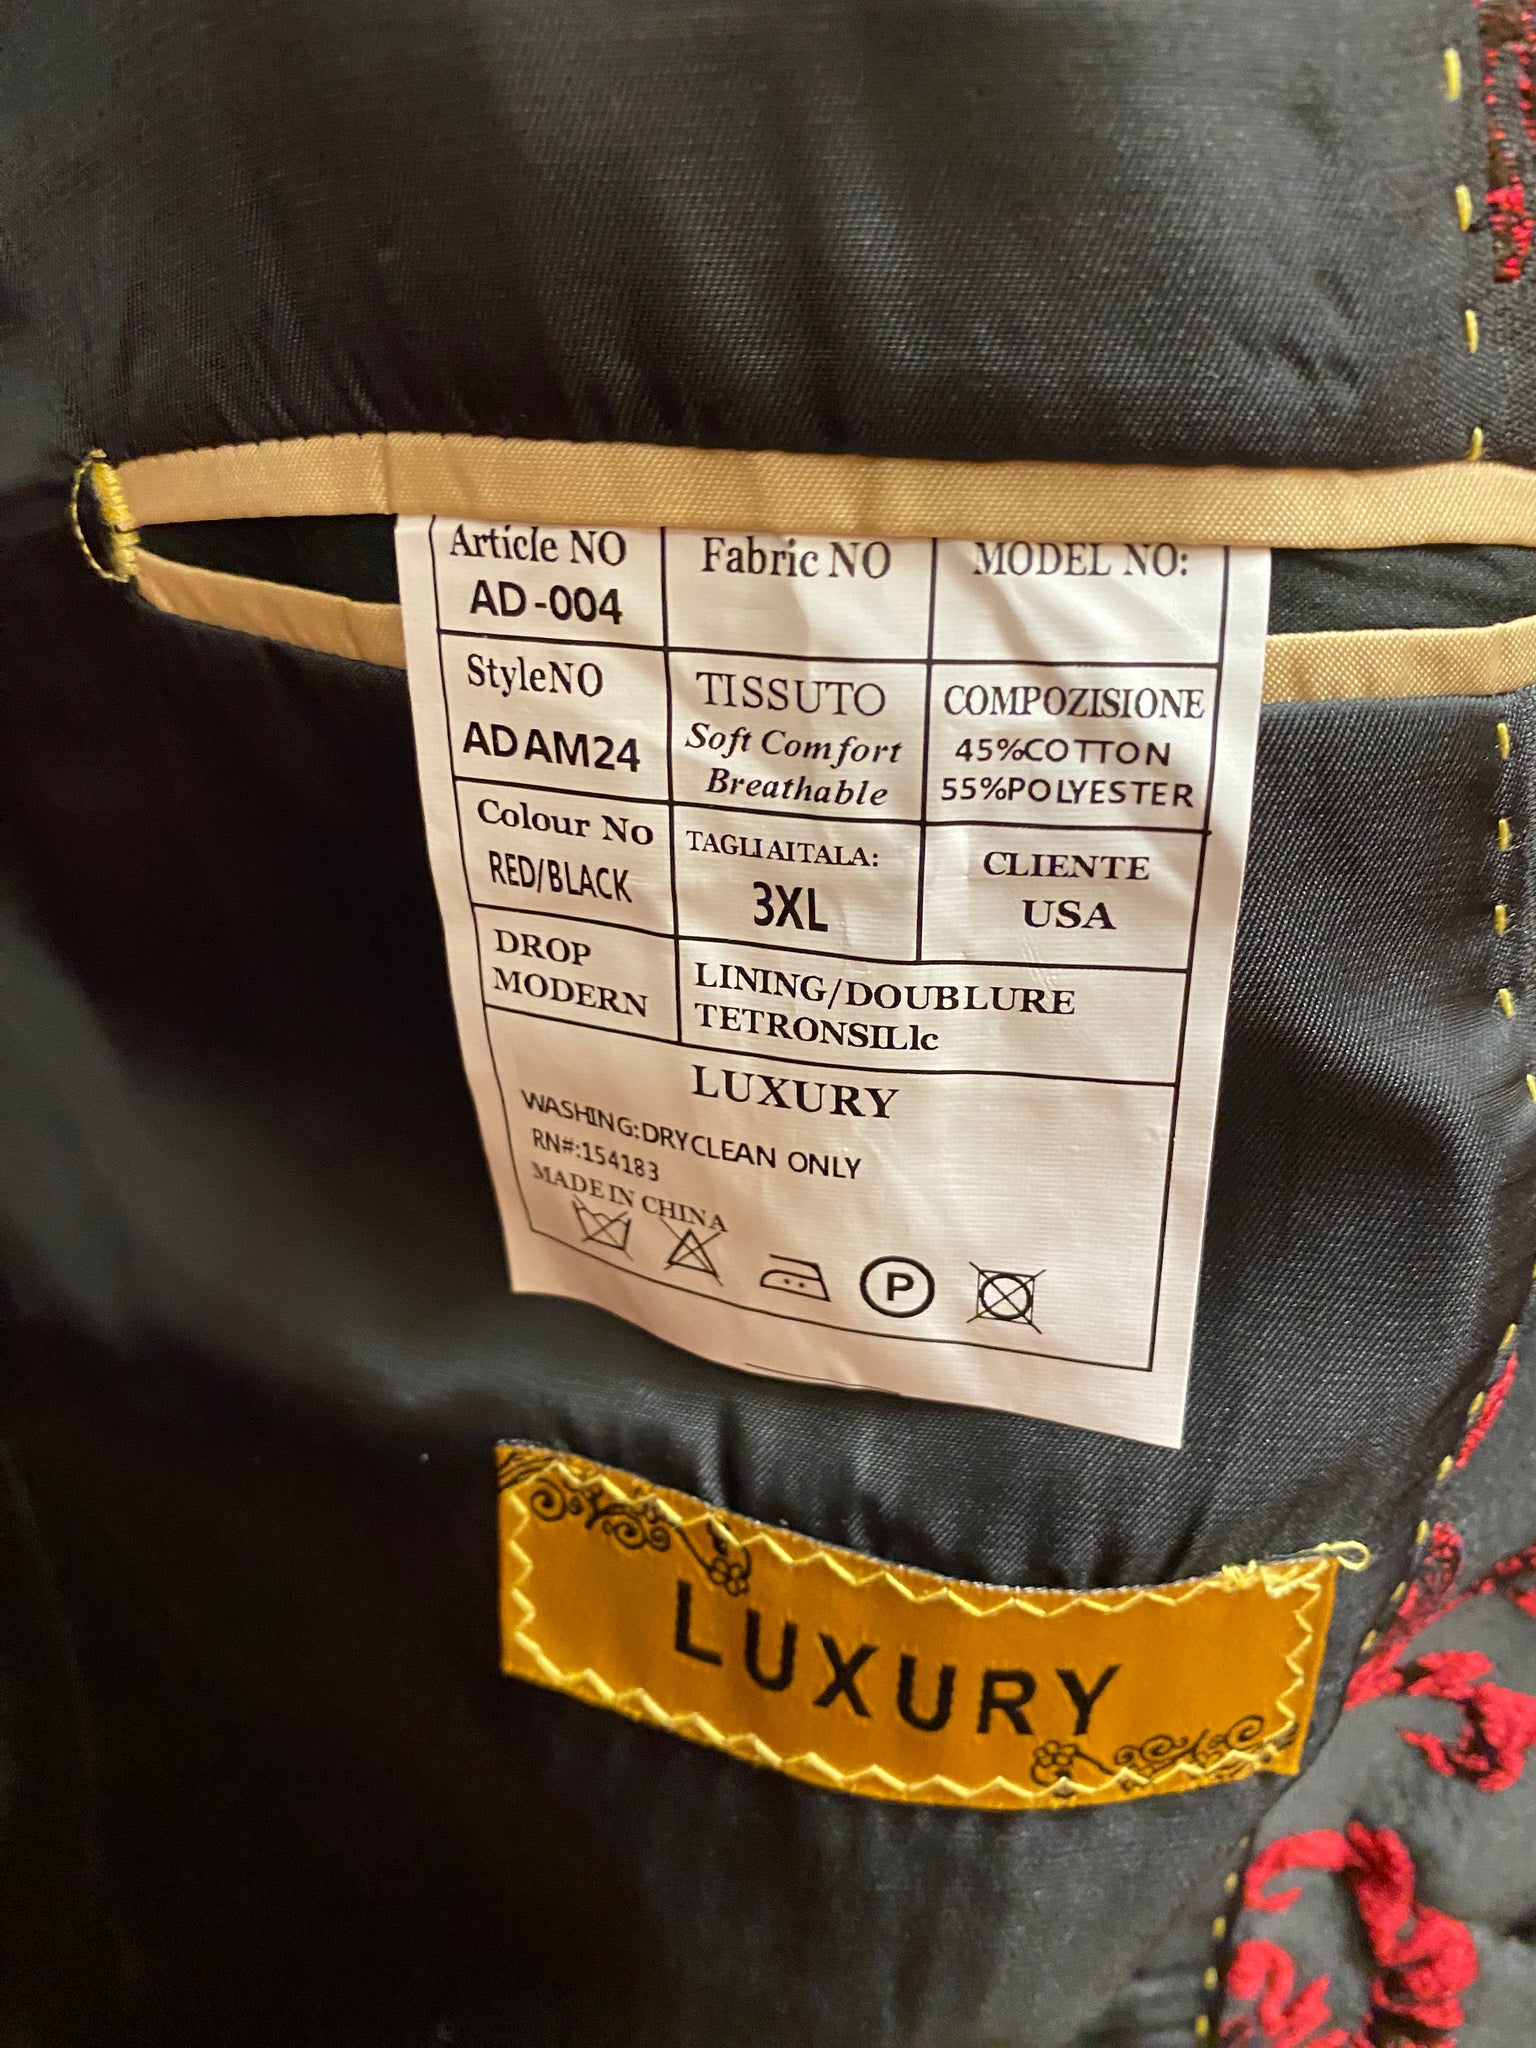 Article NO
AD-004
Fabric NO
MODEL NO:
StyleNO
ADAM24
TISSUTO
Soft Comfort
Breathable
COMPOZISIONE
45%COTTON
55%POLYESTER
Colour No
RED/BLACK
TAGLIAITALA:
3XL
CLIENTE
USA
DROP
MODERN
LINING/DOUBLURE
TETRONSILlc
LUXURY
WASHING:DRYCLEAN ONLY
RN#:154183
MADE IN CHINA
P
LUXURY